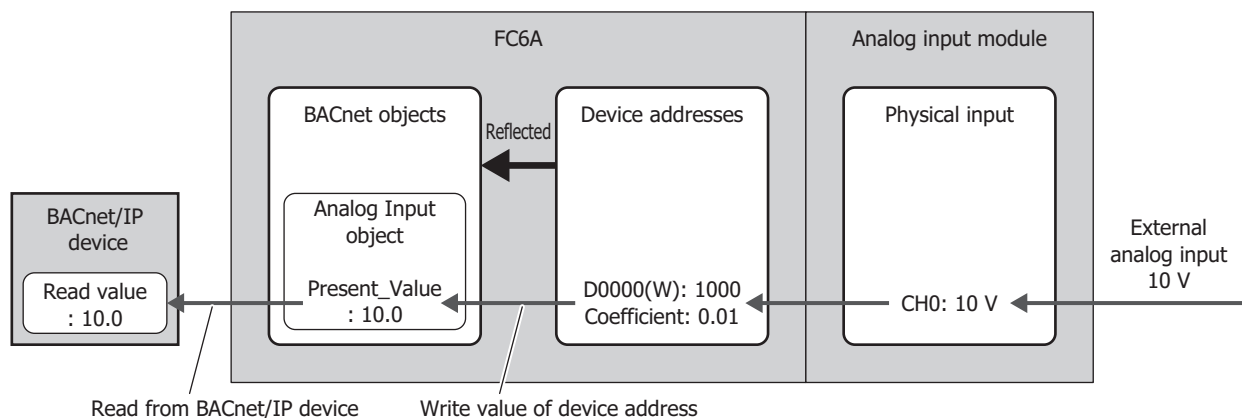 FC6A
Analog input module
BACnet objects
Reflected
Device addresses
Physical input
BACnet/IP
device
Read value
: 10.0
Analog Input
object
Present_Value
: 10.0
D0000(W): 1000
Coefficient: 0.01
CH0: 10 V
External
analog input
10 V
Read from BACnet/IP device
Write value of device address